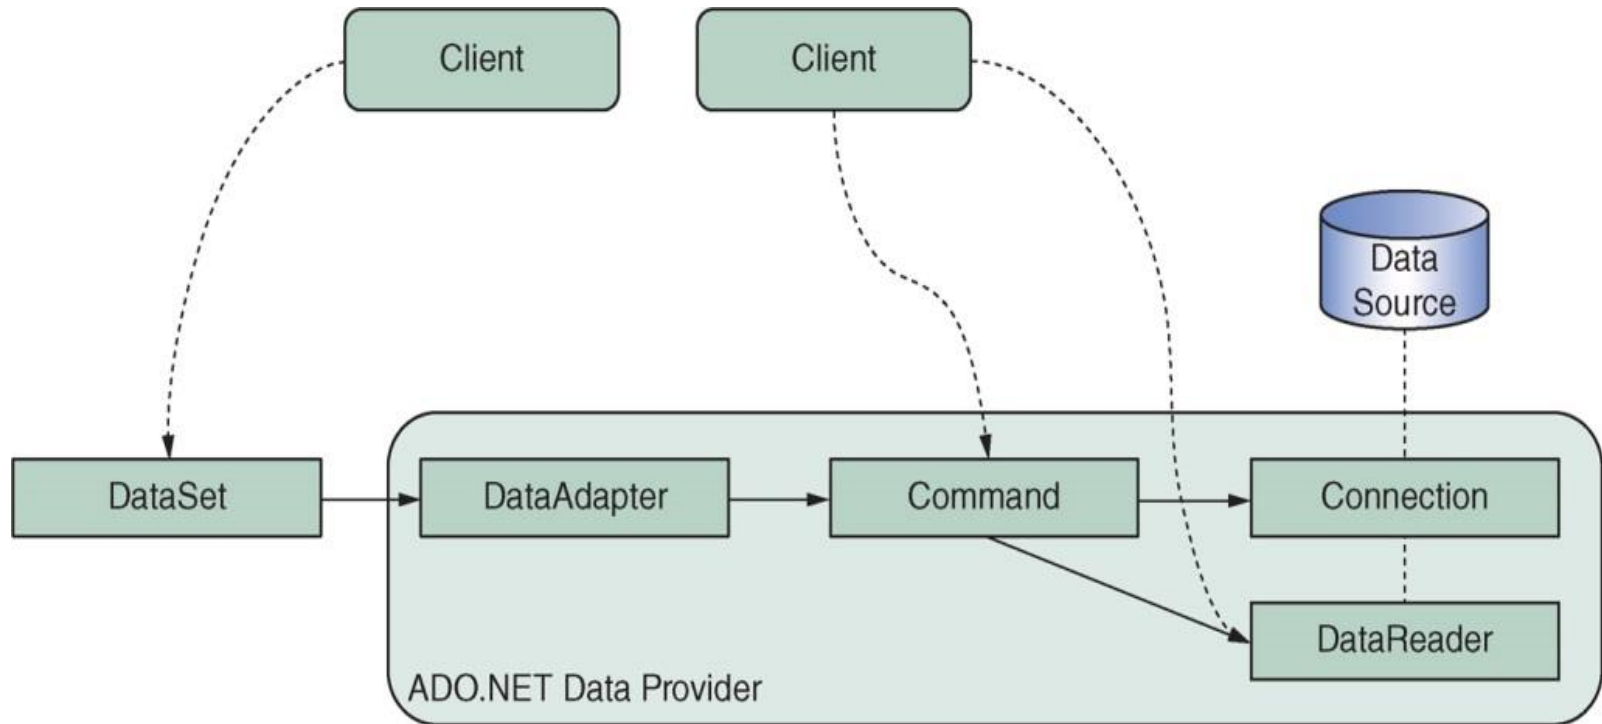 Client
Client
Data
Source
DataSet
DataAdapter
Command
Connection
DataReader
ADO.NET Data Provider